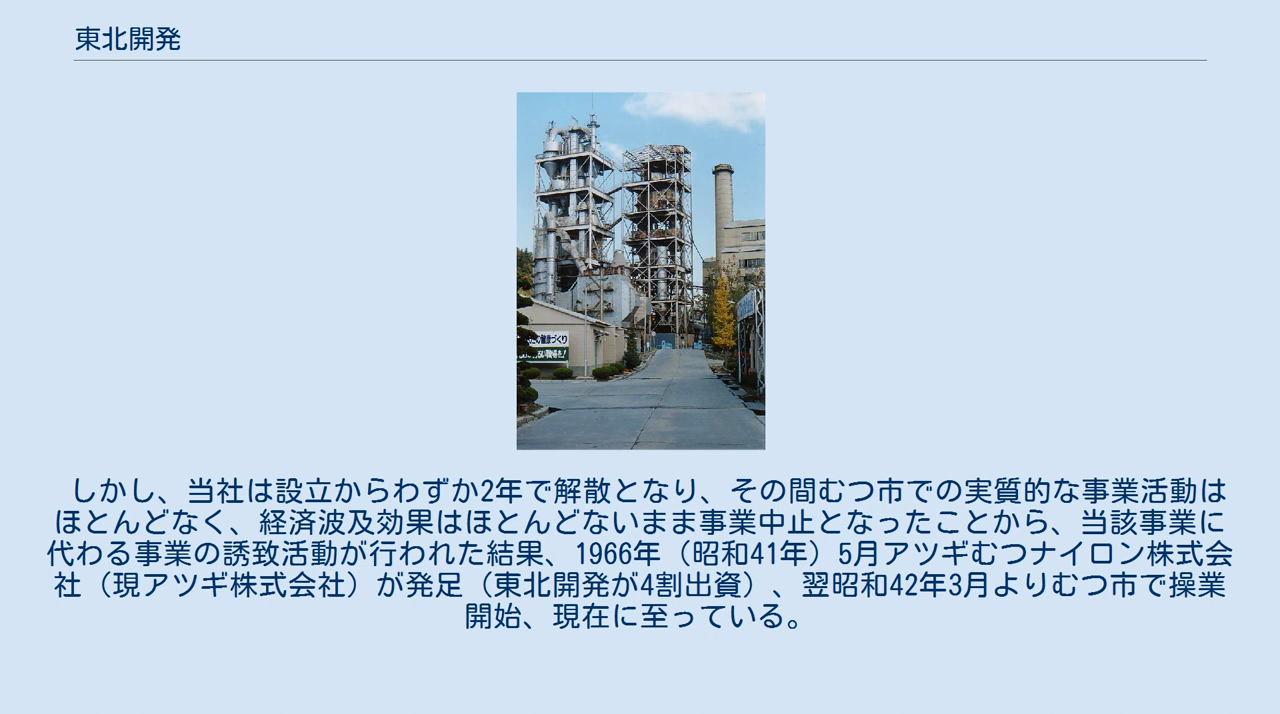 東北開発
の健康づくり
しかし、当社は設立からわずか2年で解散となり、その間むつ市での実質的な事業活動は
ほとんどなく、経済波及効果はほとんどないまま事業中止となったことから、当該事業に
代わる事業の誘致活動が行われた結果、1966年（昭和41年）5月アツギむつナイロン株式会
社（現アツギ株式会社）が発足（東北開発が4割出資）、翌昭和42年3月よりむつ市で操業
開始、現在に至っている。